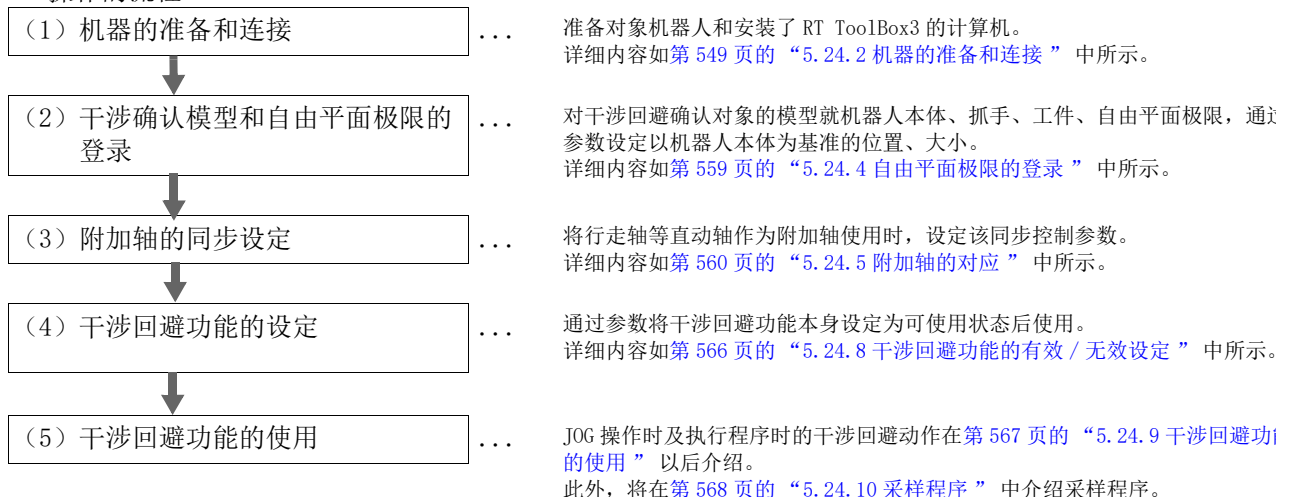 (1) 机器的准备和连接 ... 准备对象机器人和安装了 RT ToolBox3 的计算机。
详细内容如第 549 页的 “5.24.2 机器的准备和连接 ” 中所示。
(2) 干涉确认模型和自由平面极限的 ... 对干涉回避确认对象的模型就机器人本体、抓手、工件、自由平面极限，
登录 参数设定以机器人本体为基准的位置、大小。
详细内容如第 559 页的 “5.24.4 自由平面极限的登录 ” 中所示。
(3) 附加轴的同步设定 ... 将行走轴等直动轴作为附加轴使用时，设定该同步控制参数。
详细内容如第 560 页的 “5.24.5 附加轴的对应 ” 中所示。
(4) 干涉回避功能的设定 ... 通过参数将干涉回避功能本身设定为可使用状态后使用。
详细内容如第 566 页的 “5.24.8 干涉回避功能的有效 / 无效设定 ” 中所示。
(5) 干涉回避功能的使用 ... JOG 操作时及执行程序时的干涉回避动作在第 567 页的 “5.24.9 干涉回避功
的使用 ” 以后介绍。
此外，将在第 568 页的 “5.24.10 采样程序 ” 中介绍采样程序。